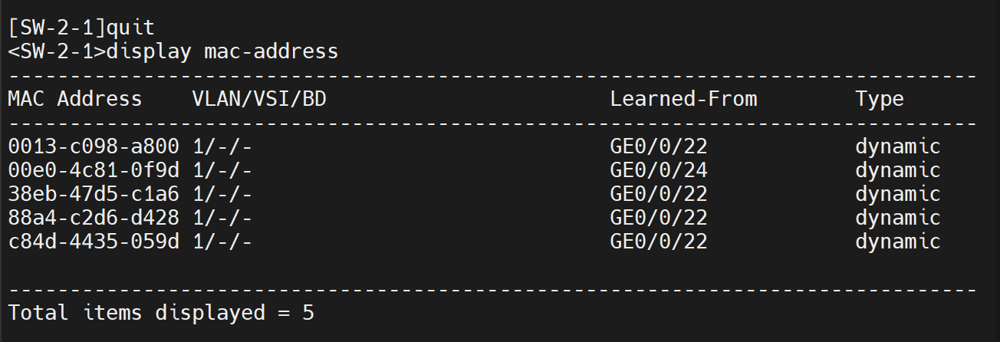 [SW-2-1]quit
<SW-2-1>display mac-address
-------------------------------------------------------------------------------
MAC Address    VLAN/VSI/BD                       Learned-From        Type
-------------------------------------------------------------------------------
0013-c098-a800 1/-/-                             GE0/0/22            dynamic
00e0-4c81-0f9d 1/-/-                             GE0/0/24            dynamic
38eb-47d5-c1a6 1/-/-                             GE0/0/22            dynamic
88a4-c2d6-d428 1/-/-                             GE0/0/22            dynamic
c84d-4435-059d 1/-/-                             GE0/0/22            dynamic

-------------------------------------------------------------------------------
Total items displayed = 5